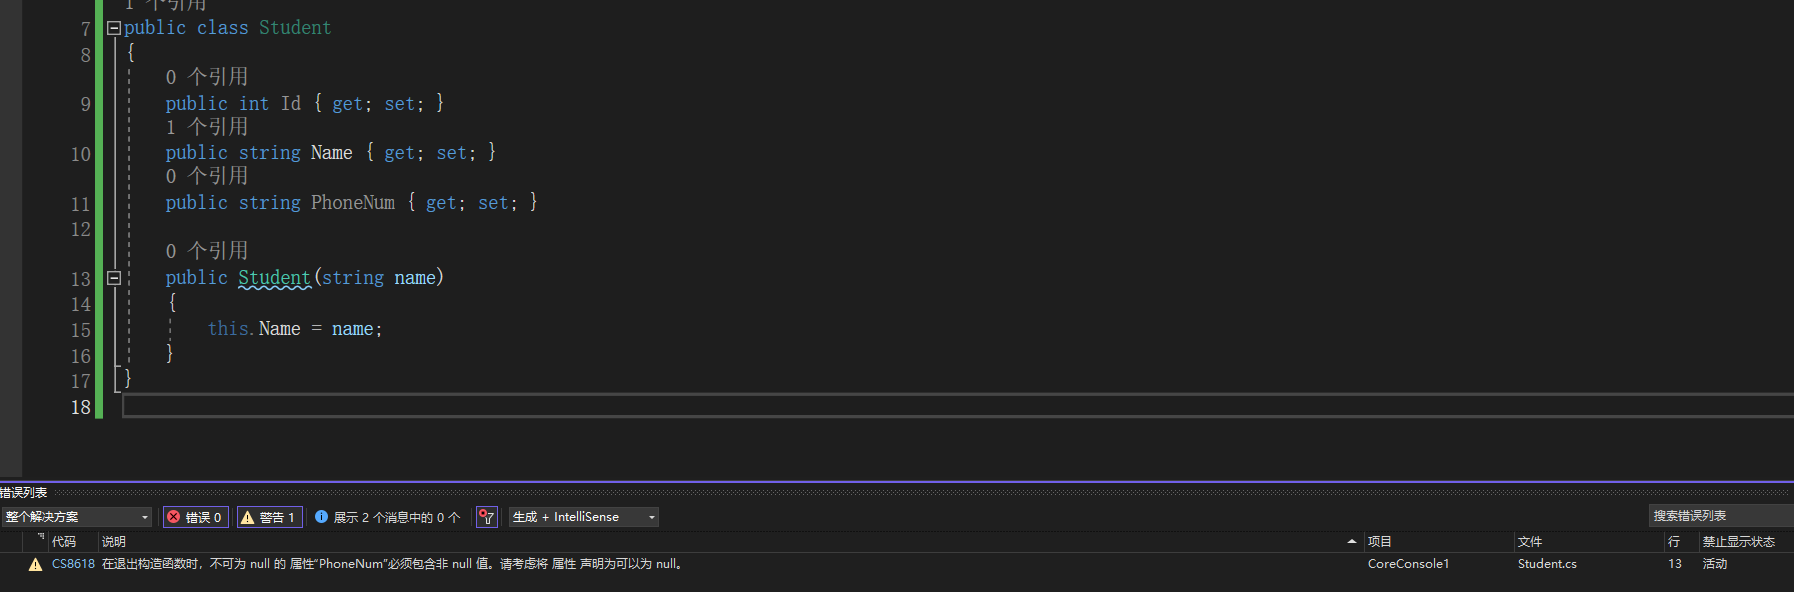 1 个引用
7 public class Student
8 {
0 个引用
9 public int Id { get; set; }
1 个引用
10 public string Name { get; set; }
0 个引用
11 public string PhoneNum { get; set; }
12
0 个引用
13 public Student(string name)
14 {
15 this.Name = name;
16 }
17 }
18
错误列表
整个解决方案 错误 0 警告 1 展示 2 个消息中的 0 个 生成 + IntelliSense 搜索错误列表
代码 说明 项目 文件 行 禁止显示状态
CS8618 在退出构造函数时，不可为 null 的 属性“PhoneNum”必须包含非 null 值。请考虑将 属性 声明为可以为 null。 CoreConsole1 Student.cs 13 活动